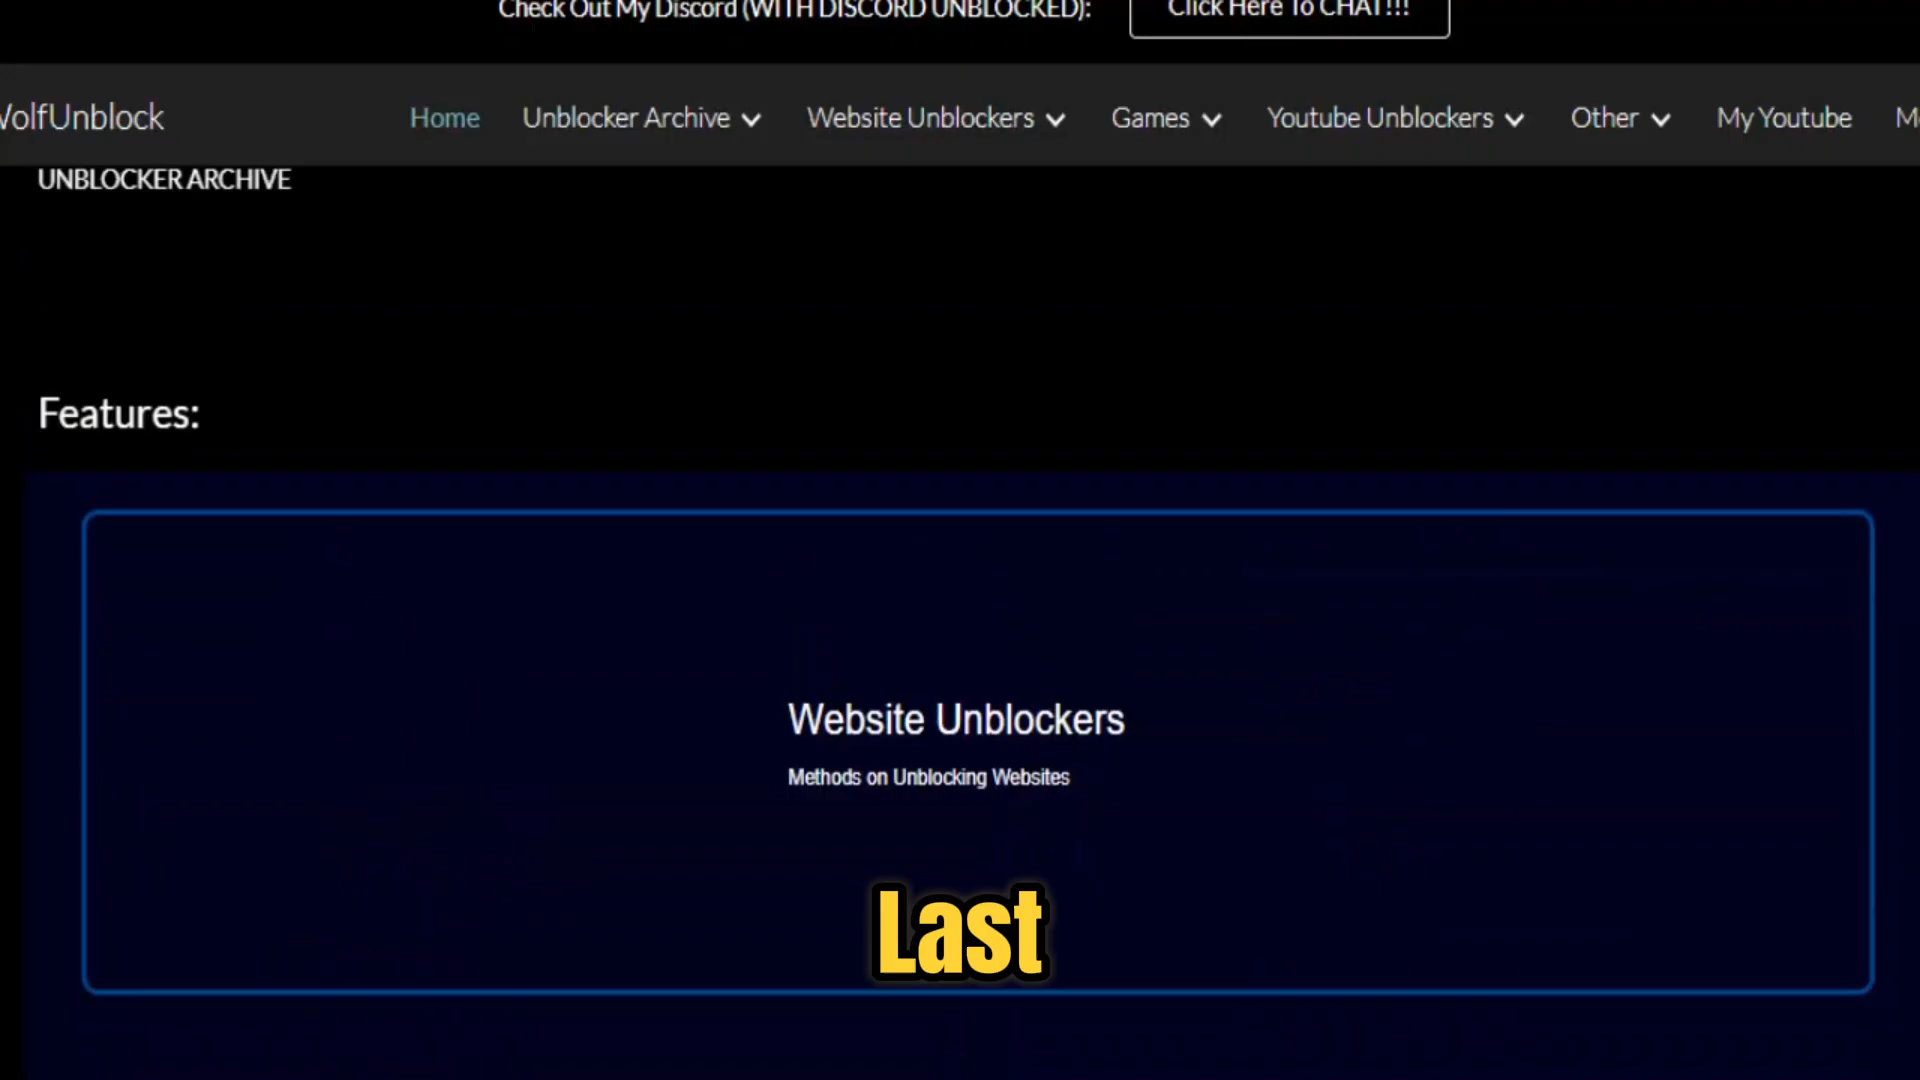 Check Out My Discord (WITH DISCORD UNBLOCKED): Click Here To CHAT!!!
WolfUnblock Home Unblocker Archive Website Unblockers Games Youtube Unblockers Other My Youtube
UNBLOCKER ARCHIVE
Features:
Website Unblockers
Methods on Unblocking Websites
Last